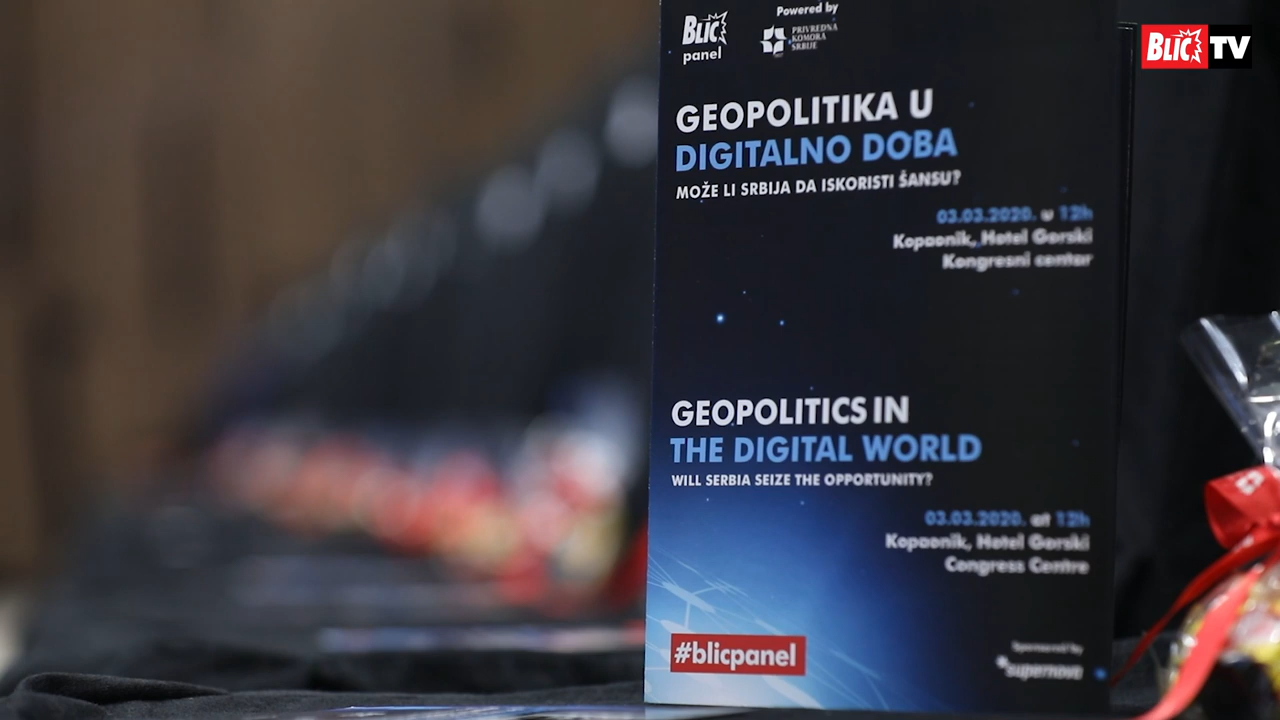 BLIC
panel
Powered by
PRIVREDNA
KOMORA
SRBIJE
BLIC TV
GEOPOLITIKA U
DIGITALNO DOBA
MOŽE LI SRBIJA DA ISKORISTI ŠANSU?
03.03.2020. u 12h
Kopaonik, Hotel Gorski
Kongresni centar
GEOPOLITICS IN
THE DIGITAL WORLD
WILL SERBIA SEIZE THE OPPORTUNITY?
03.03.2020. at 12h
Kopaonik, Hotel Gorski
Congress Centre
#blicpanel
Sponsored by
supernova